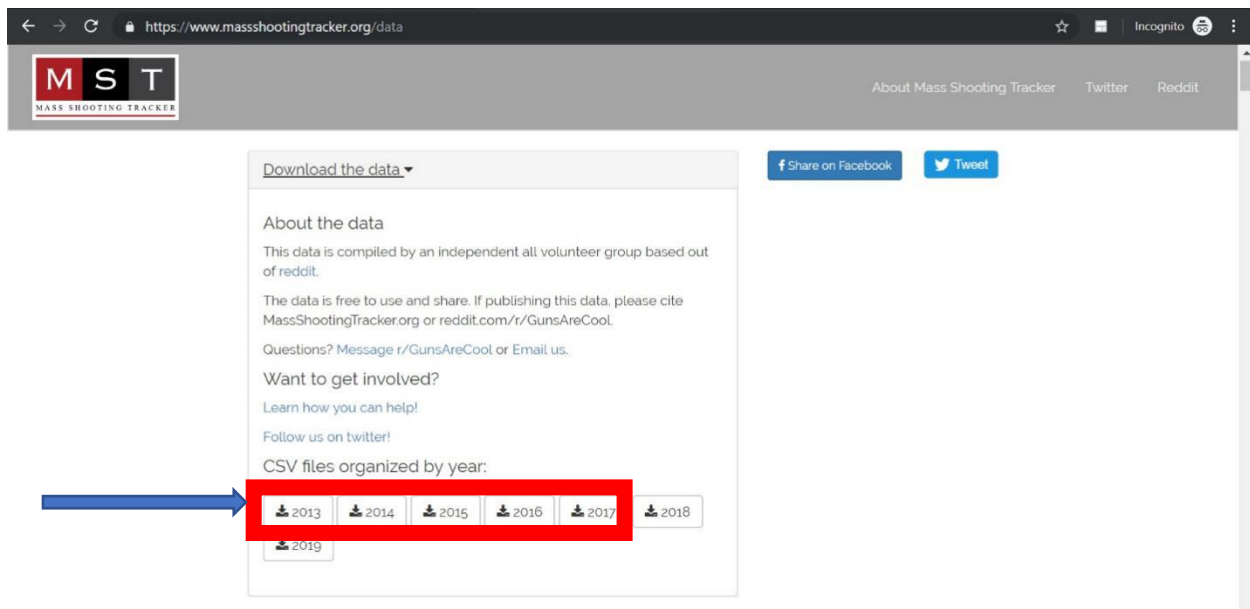 https://www.massshootingtracker.org/data
Incognito
M S T
MASS SHOOTING TRACKER
About Mass Shooting Tracker Twitter Reddit
Download the data
Share on Facebook Tweet
About the data
This data is compiled by an independent all volunteer group based out
of reddit.
The data is free to use and share. If publishing this data, please cite
MassShootingTracker.org or reddit.com/r/GunsAreCool.
Questions? Message r/GunsAreCool or Email us.
Want to get involved?
Learn how you can help!
Follow us on twitter!
CSV files organized by year:
2013 2014 2015 2016 2017 2018
2019